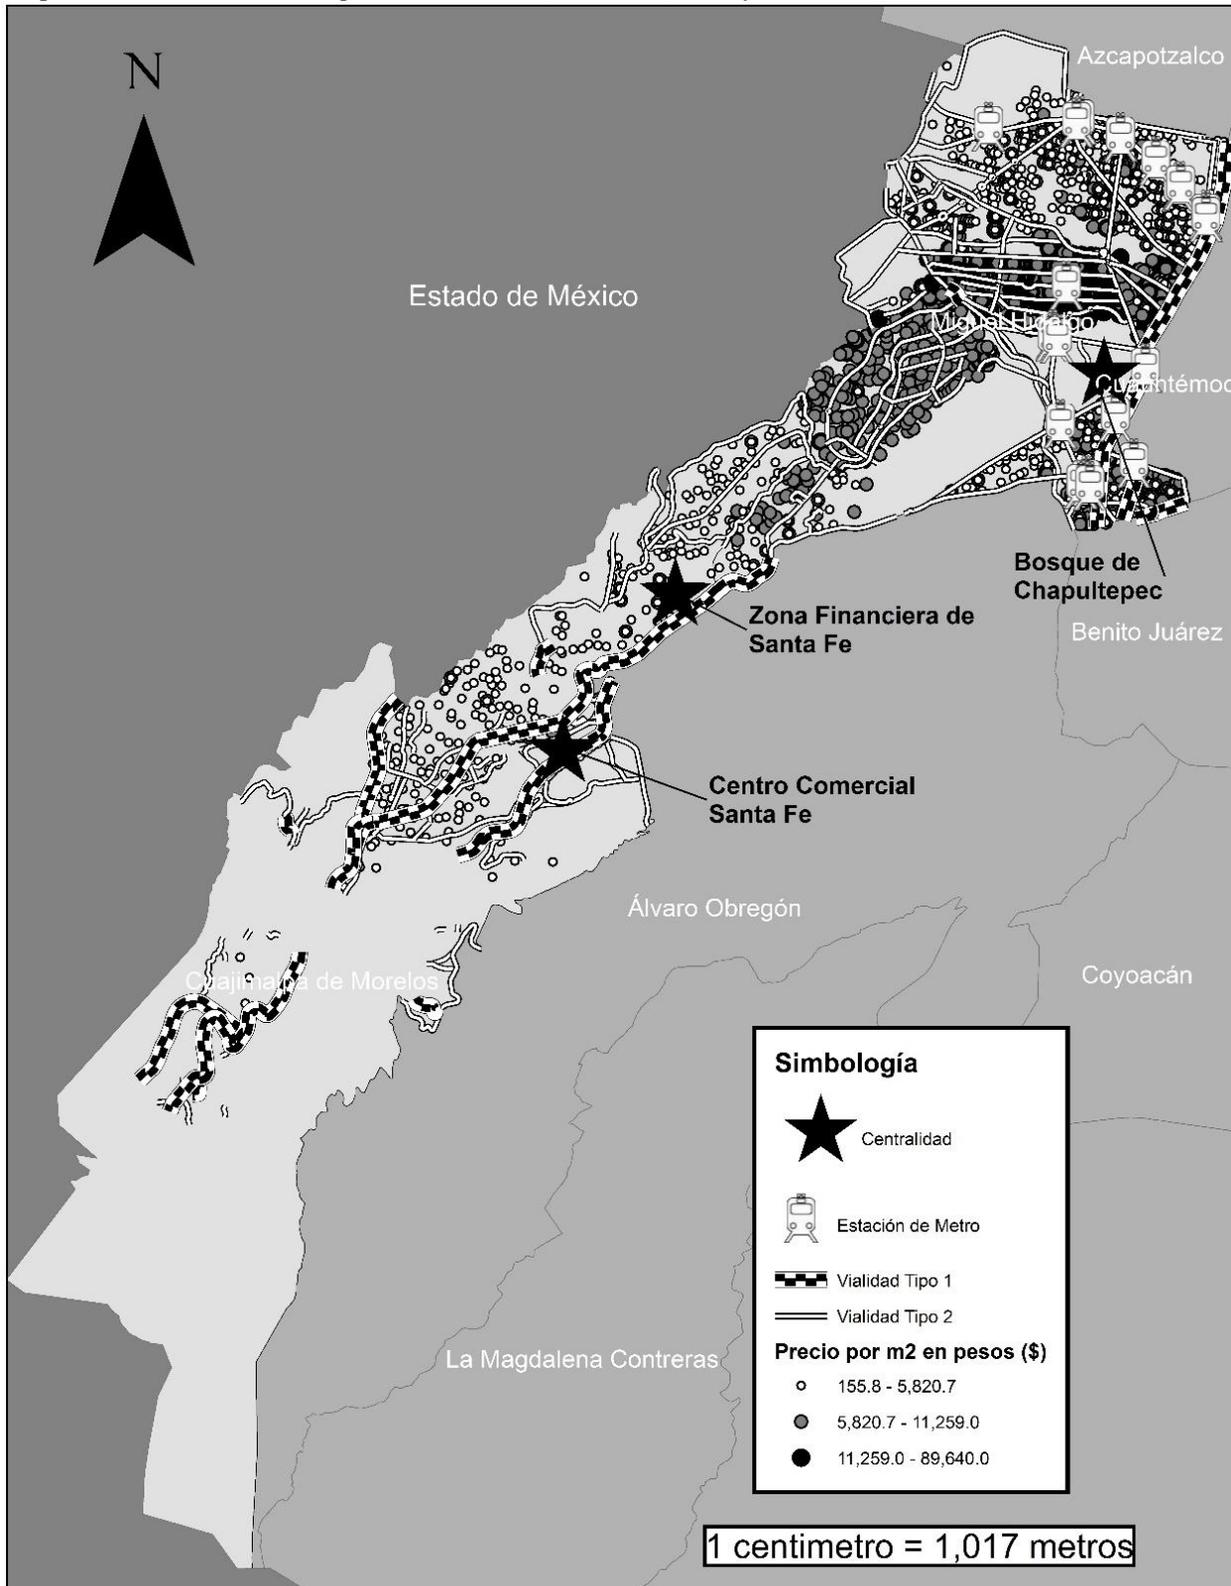 N
Azcapotzalco
Estado de México
Miguel Hidalgo
Cuauhtémoc
Bosque de
Chapultepec
Benito Juárez
Zona Financiera de
Santa Fe
Centro Comercial
Santa Fe
Álvaro Obregón
Coyoacán
Cuajimalpa de Morelos
Simbología
Centralidad
Estación de Metro
Vialidad Tipo 1
Vialidad Tipo 2
Precio por m2 en pesos ($)
155.8 - 5,820.7
5,820.7 - 11,259.0
11,259.0 - 89,640.0
La Magdalena Contreras
1 centimetro = 1,017 metros